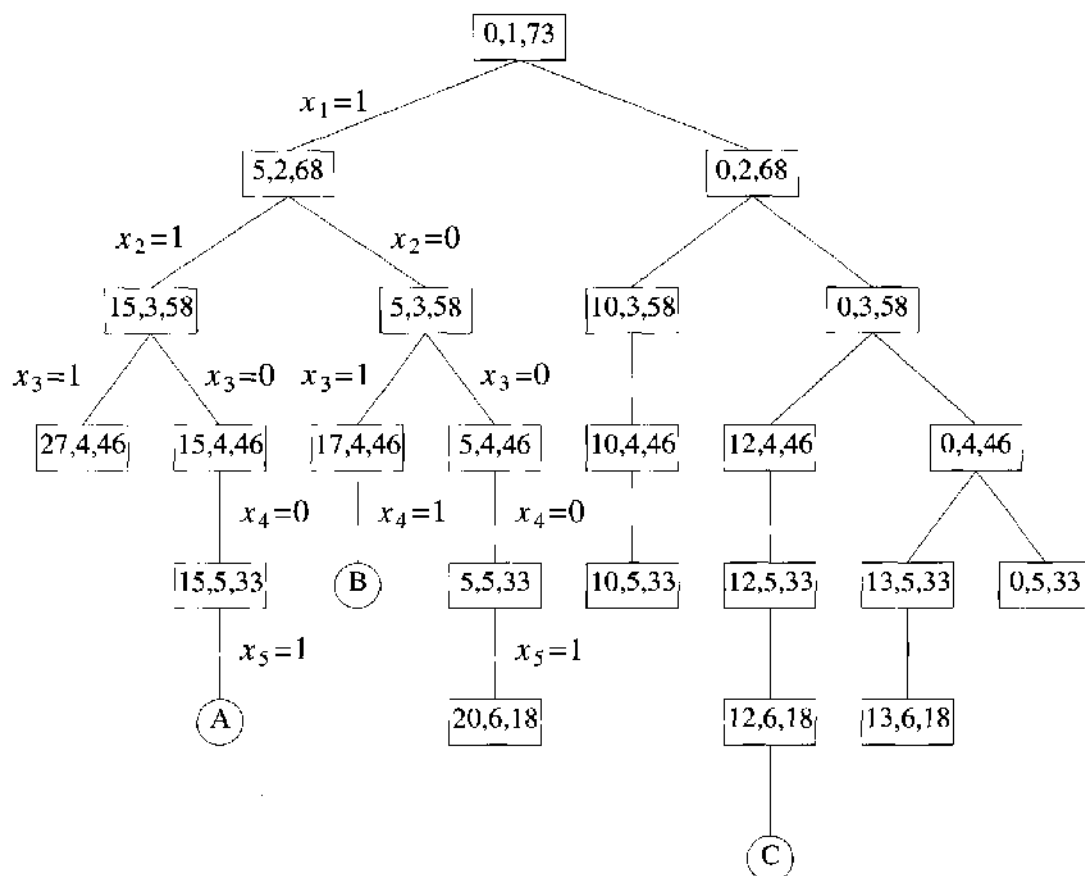 0,1,73
x1=1
5,2,68 0,2,68
x2=1 x2=0
15,3,58 5,3,58 10,3,58 0,3,58
x3=1 x3=0 x3=1 x3=0
27,4,46 15,4,46 17,4,46 5,4,46 10,4,46 12,4,46 0,4,46
x4=0 x4=1 x4=0
15,5,33 B 5,5,33 10,5,33 12,5,33 13,5,33 0,5,33
x5=1 x5=1
A 20,6,18 12,6,18 13,6,18
C